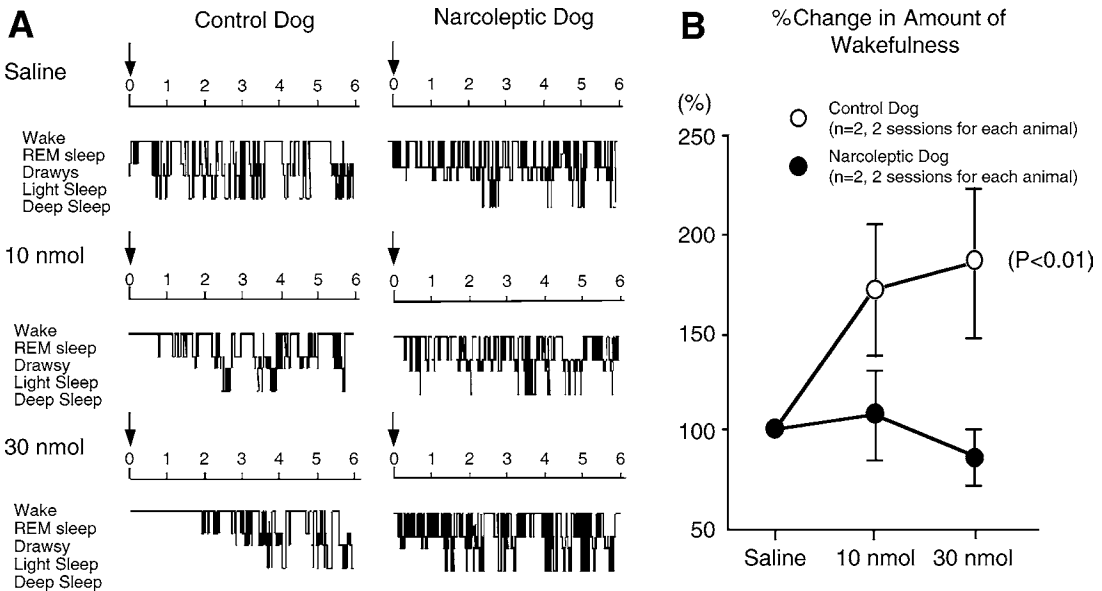 A
Control Dog
Narcoleptic Dog
Saline
0 1 2 3 4 5 6
0 1 2 3 4 5 6
Wake
REM sleep
Drawys
Light Sleep
Deep Sleep
10 nmol
0 1 2 3 4 5 6
0 1 2 3 4 5 6
Wake
REM sleep
Drawsy
Light Sleep
Deep Sleep
30 nmol
0 1 2 3 4 5 6
0 1 2 3 4 5 6
Wake
REM sleep
Drawsy
Light Sleep
Deep Sleep
B
%Change in Amount of
Wakefulness
(%)
Control Dog
(n=2, 2 sessions for each animal)
Narcoleptic Dog
(n=2, 2 sessions for each animal)
250
200
150
100
50
(P<0.01)
Saline 10 nmol 30 nmol